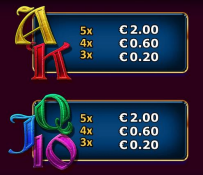 A K
5x €2.00
4x €0.60
3x €0.20
Q
J 10
5x €2.00
4x €0.60
3x €0.20